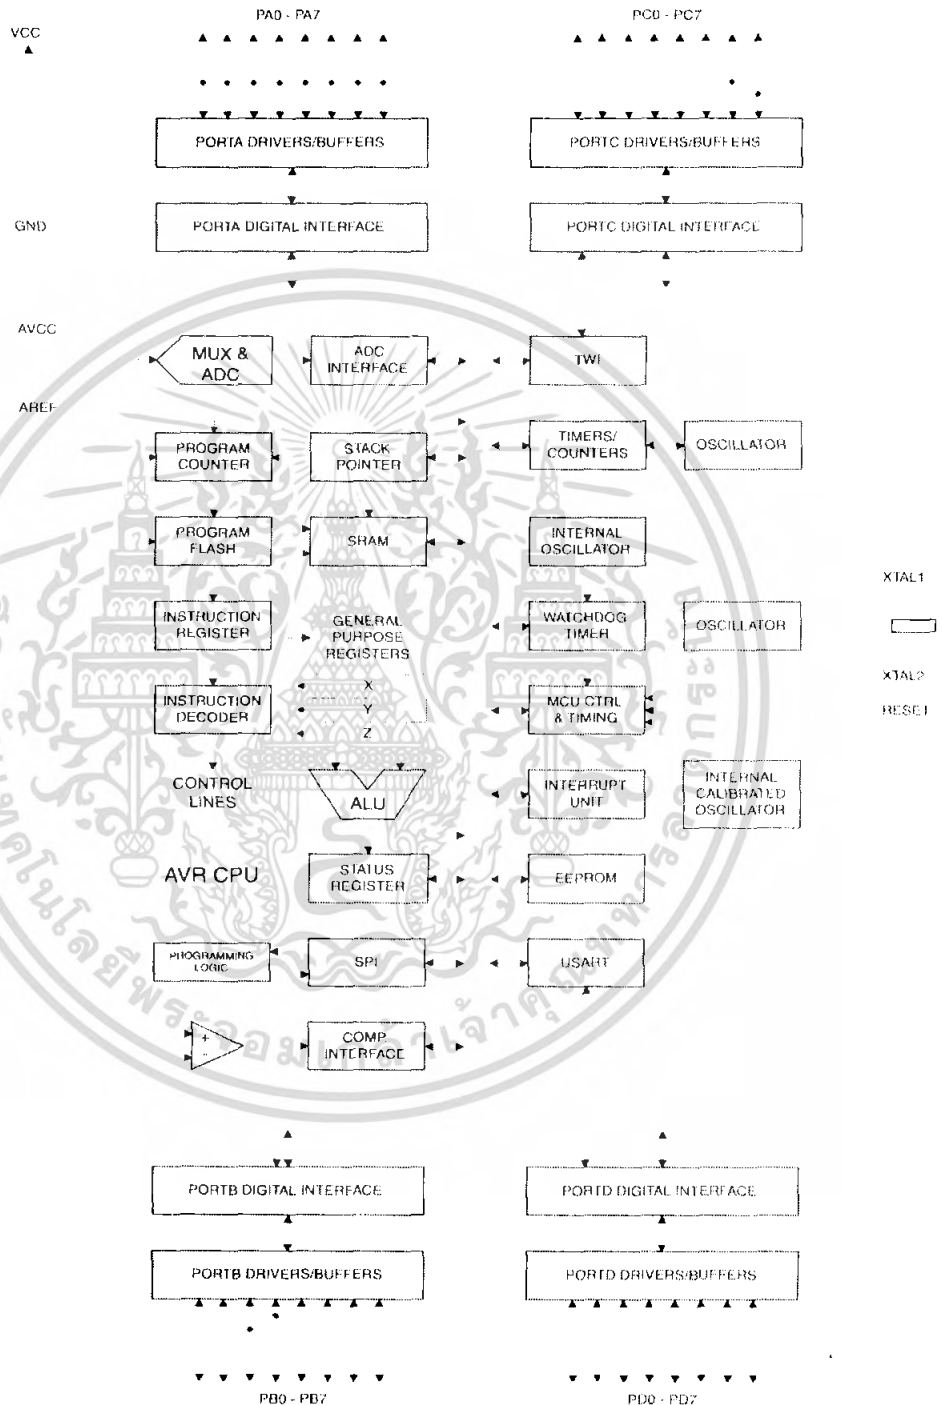 PA0 - PA7
PC0 - PC7
VCC
PORTA DRIVERS/BUFFERS
PORTC DRIVERS/BUFFERS
GND
PORTA DIGITAL INTERFACE
PORTC DIGITAL INTERFACE
AVCC
MUX &
ADC
ADC
INTERFACE
TWI
AREF
PROGRAM
COUNTER
STACK
POINTER
TIMERS/
COUNTERS
OSCILLATOR
PROGRAM
FLASH
SRAM
INTERNAL
OSCILLATOR
XTAL1
INSTRUCTION
REGISTER
GENERAL
PURPOSE
REGISTERS
WATCHDOG
TIMER
OSCILLATOR
XTAL2
INSTRUCTION
DECODER
X
Y
Z
MCU CTRL
& TIMING
RESET
CONTROL
LINES
ALU
INTERRUPT
UNIT
INTERNAL
CALIBRATED
OSCILLATOR
AVR CPU
STATUS
REGISTER
EEPROM
PROGRAMMING
LOGIC
SPI
USART
+
-
COMP.
INTERFACE
PORTB DIGITAL INTERFACE
PORTD DIGITAL INTERFACE
PORTB DRIVERS/BUFFERS
PORTD DRIVERS/BUFFERS
PB0 - PB7
PD0 - PD7